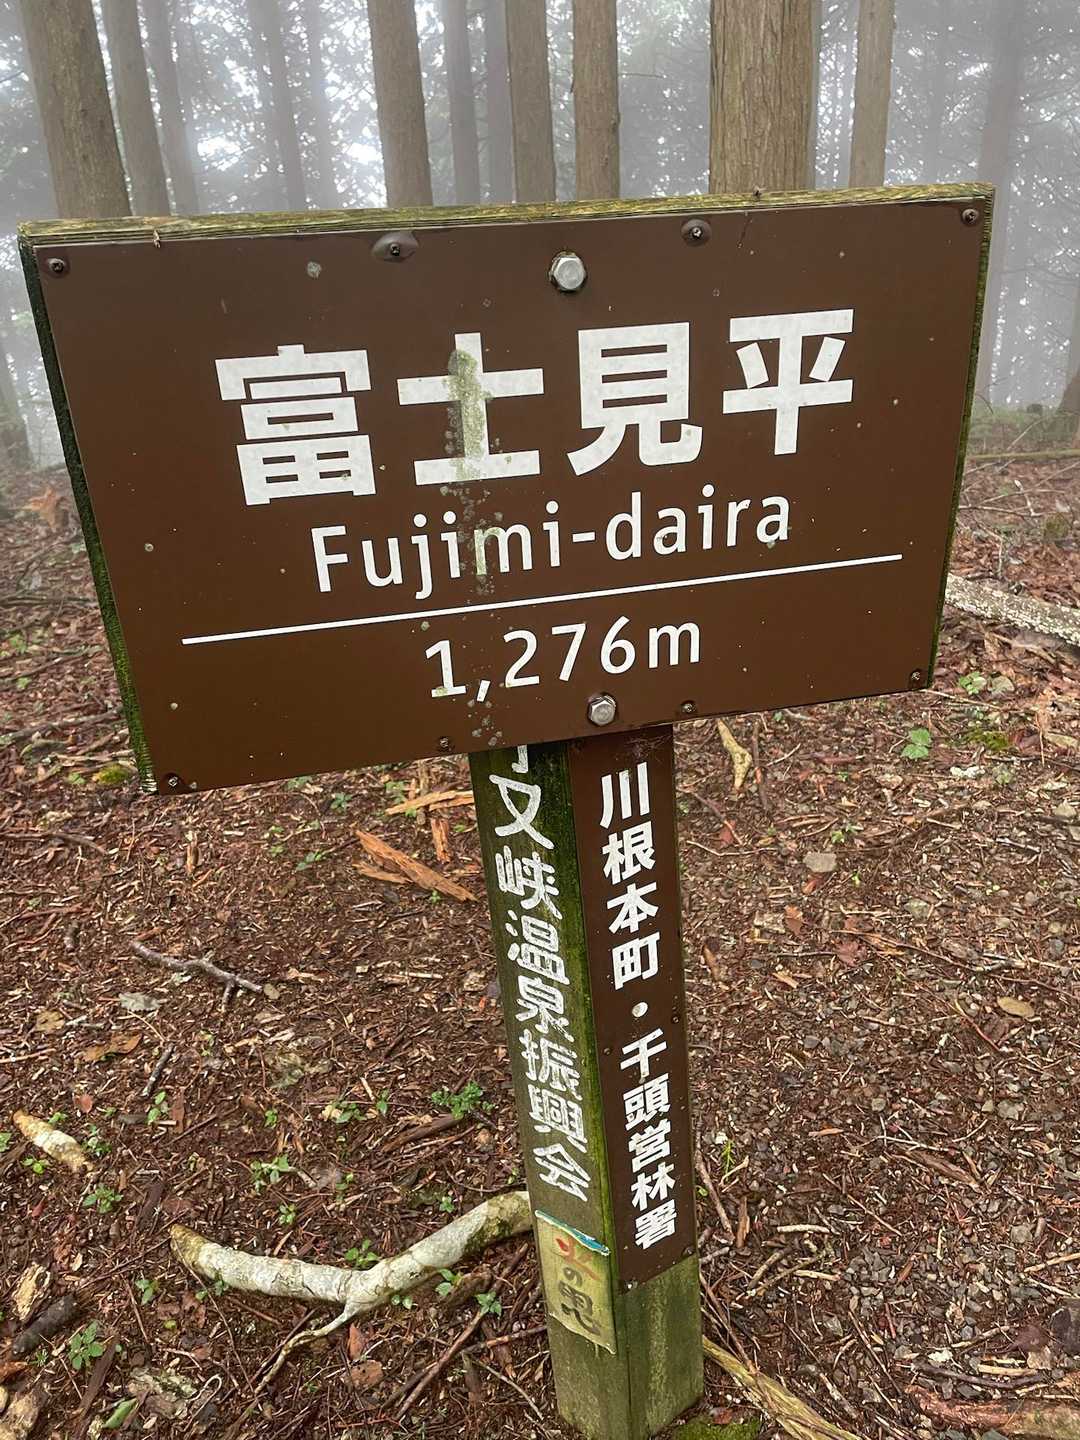 富士見平
Fujimi-daira
1,276m
川根本町・千頭営林署
寸又峡温泉振興会